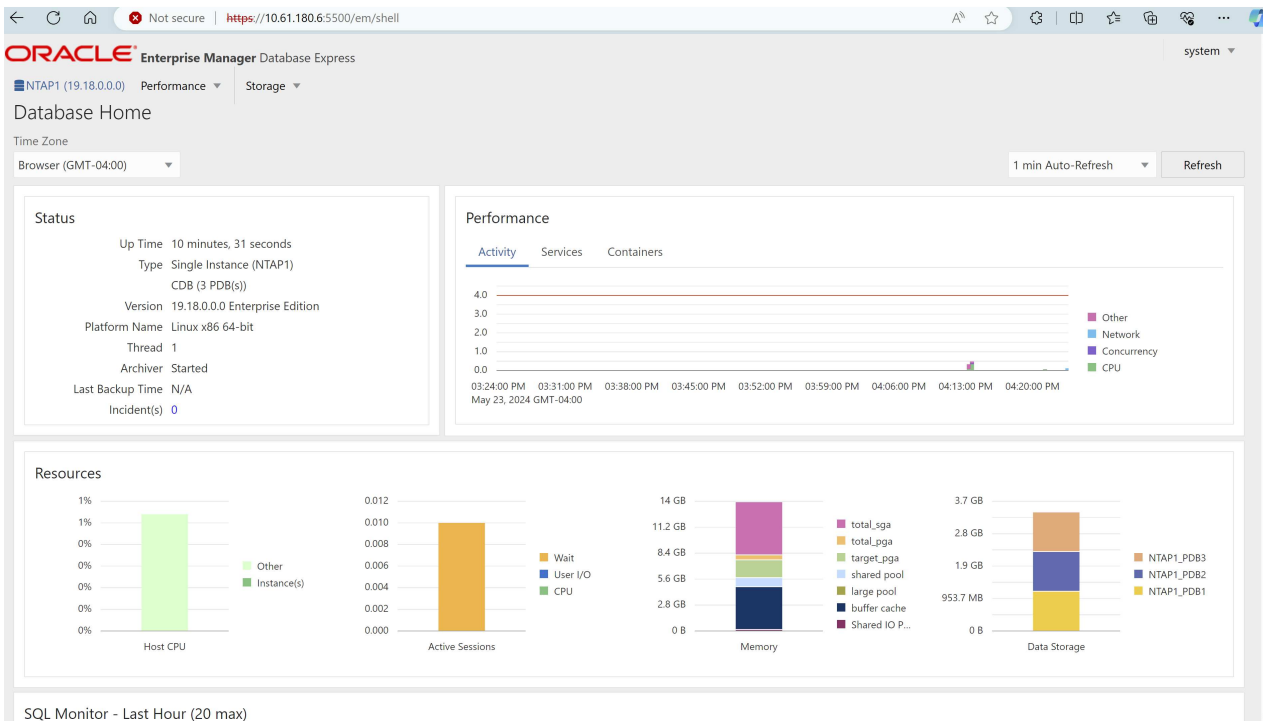 Not secure https://10.61.180.6:5500/em/shell
ORACLE Enterprise Manager Database Express
system
NTAP1 (19.18.0.0.0) Performance Storage
Database Home
Time Zone
Browser (GMT-04:00)
1 min Auto-Refresh Refresh
Status
Up Time 10 minutes, 31 seconds
Type Single Instance (NTAP1)
CDB (3 PDB(s))
Version 19.18.0.0.0 Enterprise Edition
Platform Name Linux x86 64-bit
Thread 1
Archiver Started
Last Backup Time N/A
Incident(s) 0
Performance
Activity Services Containers
4.0
3.0
2.0
1.0
0.0
03:24:00 PM 03:31:00 PM 03:38:00 PM 03:45:00 PM 03:52:00 PM 03:59:00 PM 04:06:00 PM 04:13:00 PM 04:20:00 PM
May 23, 2024 GMT-04:00
Other
Network
Concurrency
CPU
Resources
1%
1%
0%
0%
0%
0%
0%
Host CPU
Other
Instance(s)
0.012
0.010
0.008
0.006
0.004
0.002
0.000
Active Sessions
Wait
User I/O
CPU
14 GB
11.2 GB
8.4 GB
5.6 GB
2.8 GB
0 B
Memory
total_sga
total_pga
target_pga
shared pool
large pool
buffer cache
Shared IO P...
3.7 GB
2.8 GB
1.9 GB
953.7 MB
0 B
Data Storage
NTAP1_PDB3
NTAP1_PDB2
NTAP1_PDB1
SQL Monitor - Last Hour (20 max)